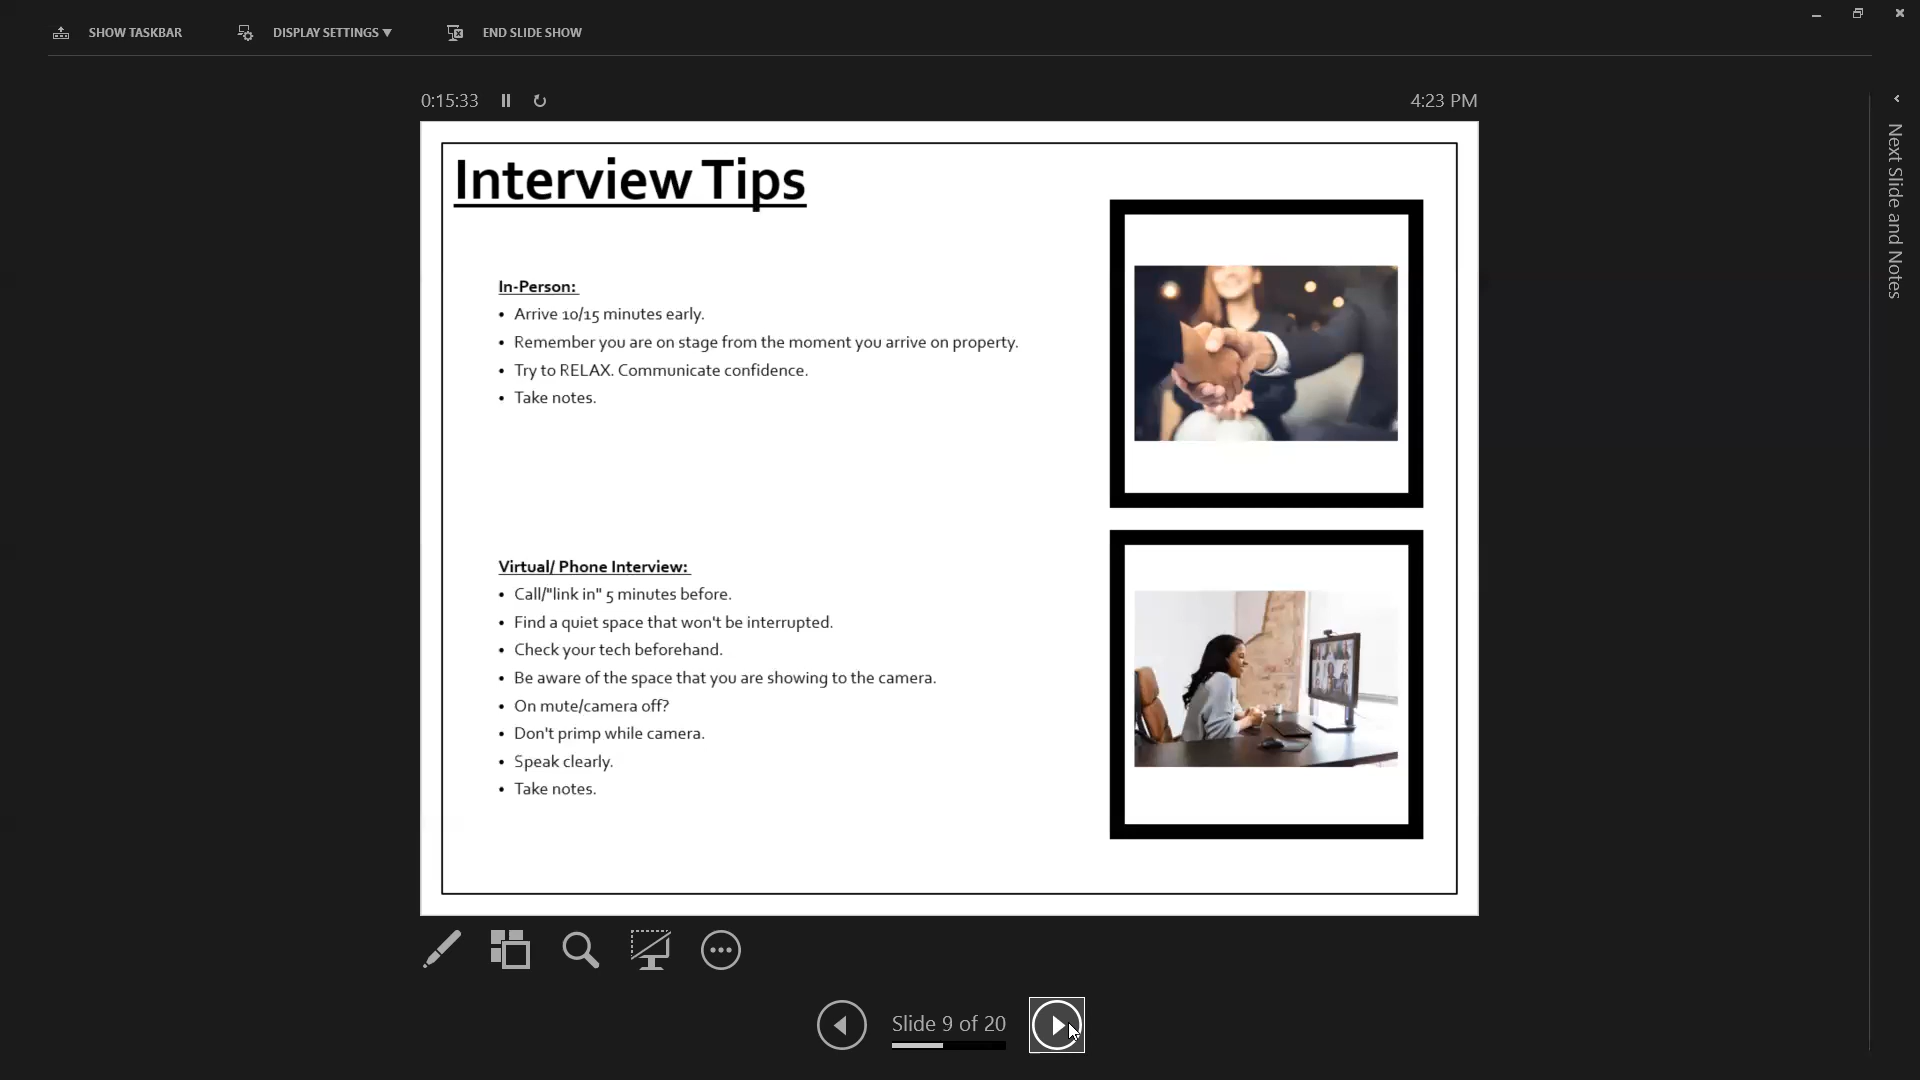 SHOW TASKBAR
DISPLAY SETTINGS ▼
END SLIDE SHOW
0:15:33
4:23 PM
Next Slide and Notes
Interview Tips
In-Person:
• Arrive 10/15 minutes early.
• Remember you are on stage from the moment you arrive on property.
• Try to RELAX. Communicate confidence.
• Take notes.
Virtual/ Phone Interview:
• Call/"link in" 5 minutes before.
• Find a quiet space that won't be interrupted.
• Check your tech beforehand.
• Be aware of the space that you are showing to the camera.
• On mute/camera off?
• Don't primp while camera.
• Speak clearly.
• Take notes.
Slide 9 of 20